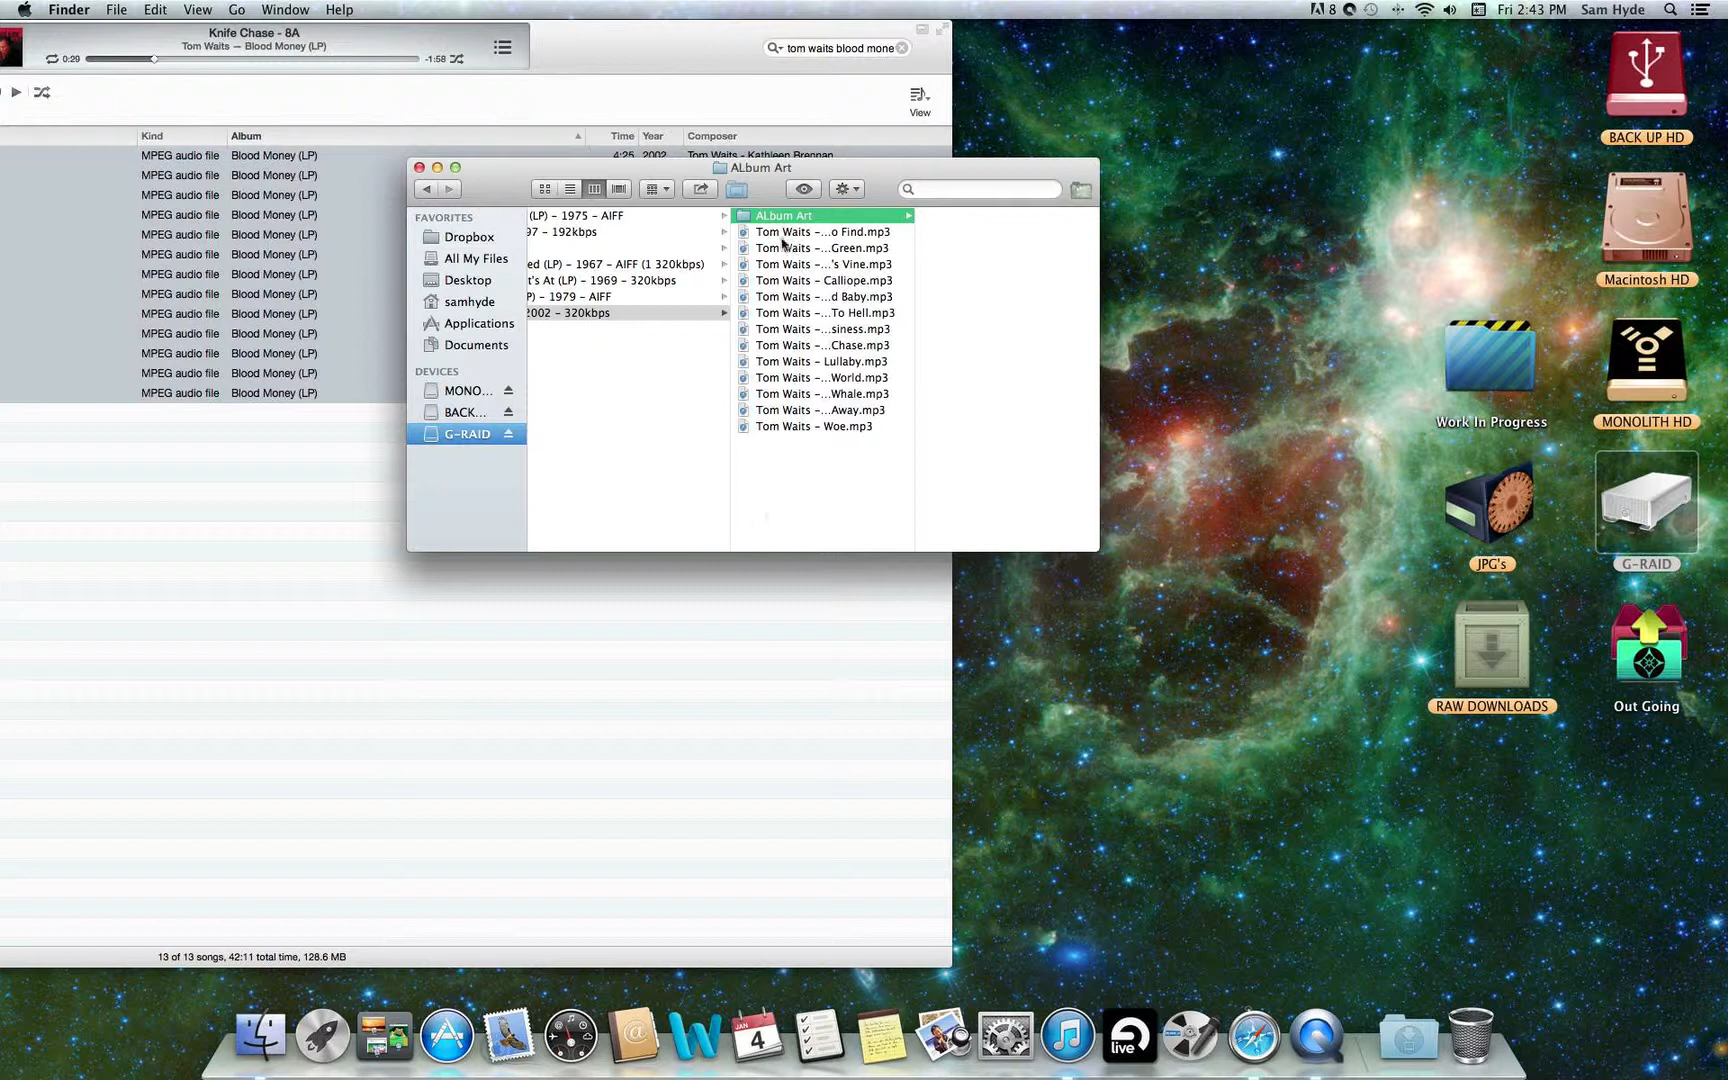 Finder File Edit View Go Window Help
8 Fri 2:43 PM Sam Hyde
Knife Chase - 8A
Tom Waits — Blood Money (LP)
0:29 -1:58
tom waits blood mone
View
Kind Album Time Year Composer
MPEG audio file Blood Money (LP) 4:25 2002 Tom Waits - Kathleen Brennan
MPEG audio file Blood Money (LP)
MPEG audio file Blood Money (LP)
MPEG audio file Blood Money (LP)
MPEG audio file Blood Money (LP)
MPEG audio file Blood Money (LP)
MPEG audio file Blood Money (LP)
MPEG audio file Blood Money (LP)
MPEG audio file Blood Money (LP)
MPEG audio file Blood Money (LP)
MPEG audio file Blood Money (LP)
MPEG audio file Blood Money (LP)
MPEG audio file Blood Money (LP)
13 of 13 songs, 42:11 total time, 128.6 MB
ALbum Art
FAVORITES
Dropbox
All My Files
Desktop
samhyde
Applications
Documents
DEVICES
MONO...
BACK...
G-RAID
(LP) – 1975 – AIFF
97 – 192kbps
ed (LP) – 1967 – AIFF (1 320kbps)
t's At (LP) – 1969 – 320kbps
P) – 1979 – AIFF
2002 – 320kbps
ALbum Art
Tom Waits –...o Find.mp3
Tom Waits –...Green.mp3
Tom Waits –...'s Vine.mp3
Tom Waits – Calliope.mp3
Tom Waits –...d Baby.mp3
Tom Waits –...To Hell.mp3
Tom Waits –...siness.mp3
Tom Waits –...Chase.mp3
Tom Waits – Lullaby.mp3
Tom Waits –...World.mp3
Tom Waits –...Whale.mp3
Tom Waits –...Away.mp3
Tom Waits – Woe.mp3
BACK UP HD
Macintosh HD
Work In Progress
MONOLITH HD
JPG's
G-RAID
RAW DOWNLOADS
Out Going
JAN
4
live